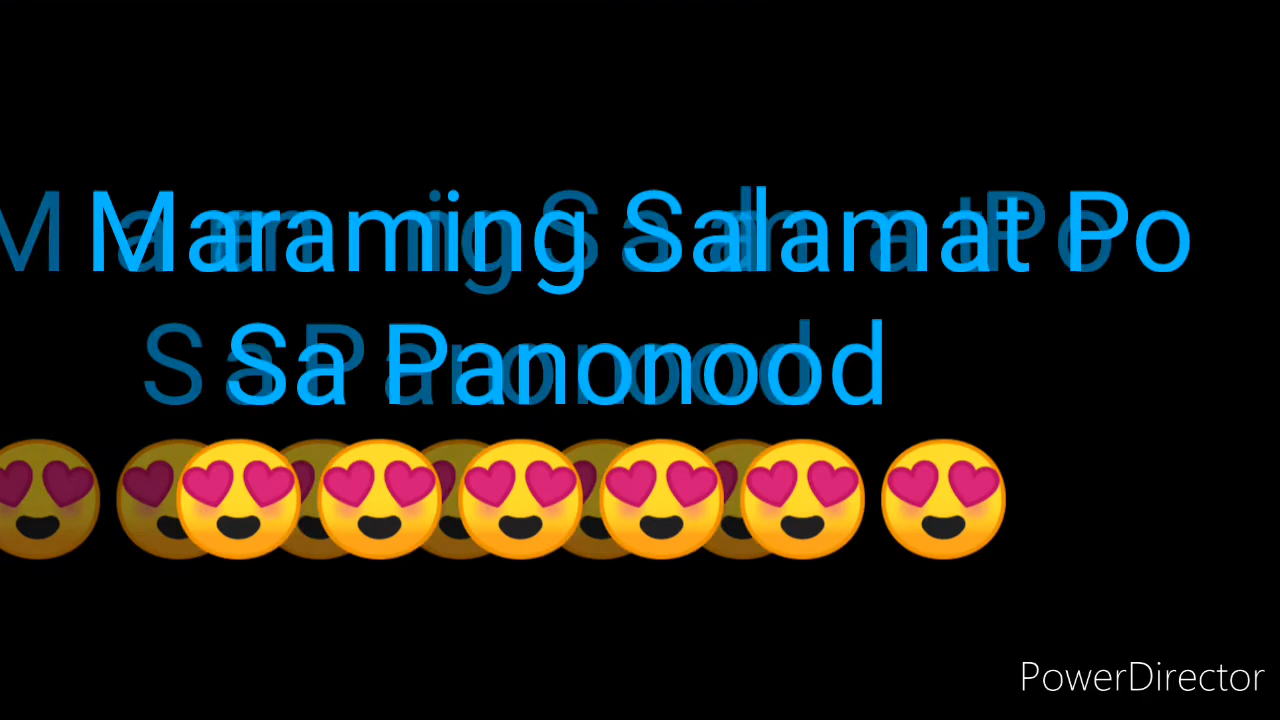 Maraming Salamat Po
Sa Panonood
😍😍😍😍😍😍
PowerDirector